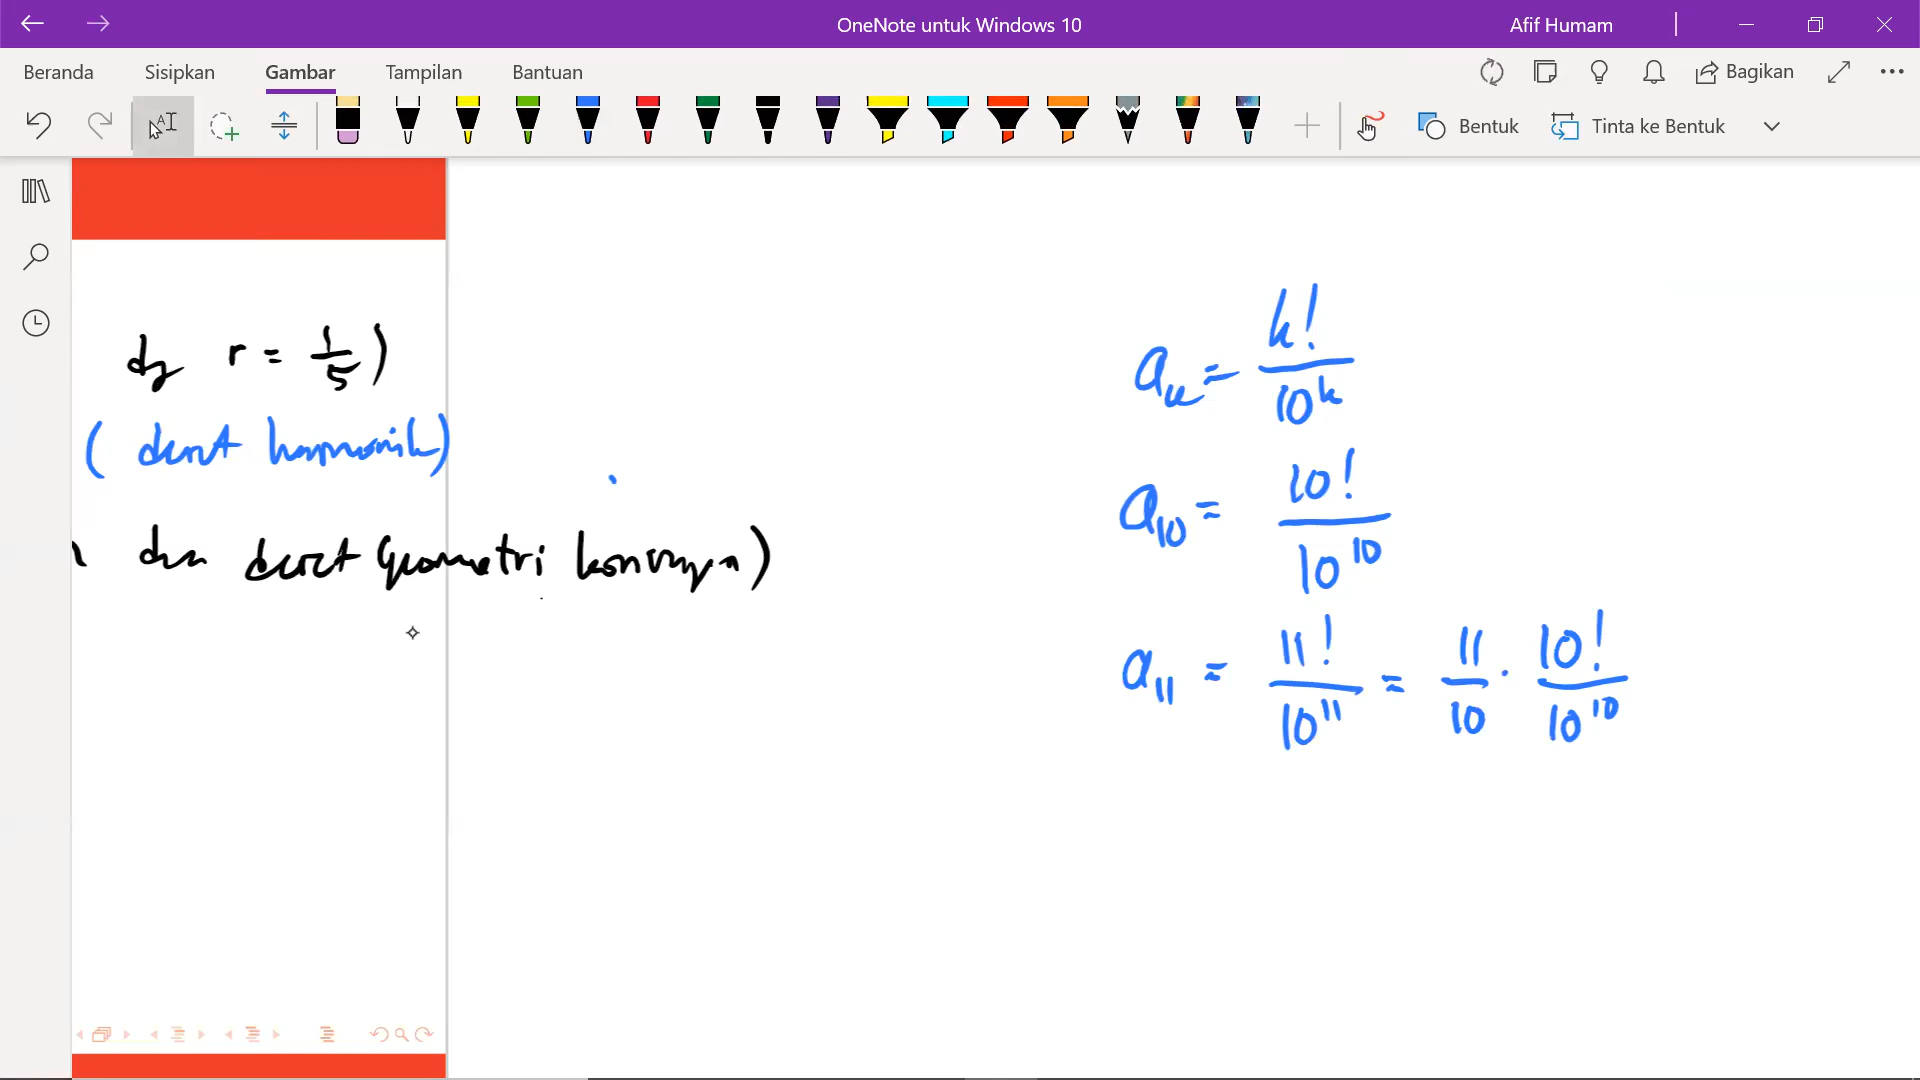 OneNote untuk Windows 10
Afif Humam
Beranda Sisipkan Gambar Tampilan Bantuan
Bagikan
Bentuk
Tinta ke Bentuk
dg r = 1/5 )
( deret harmonik)
dan deret geometri konvergen)
a_k = k! / 10^k
a_10 = 10! / 10^10
a_11 = 11! / 10^11 = 11/10 · 10! / 10^10